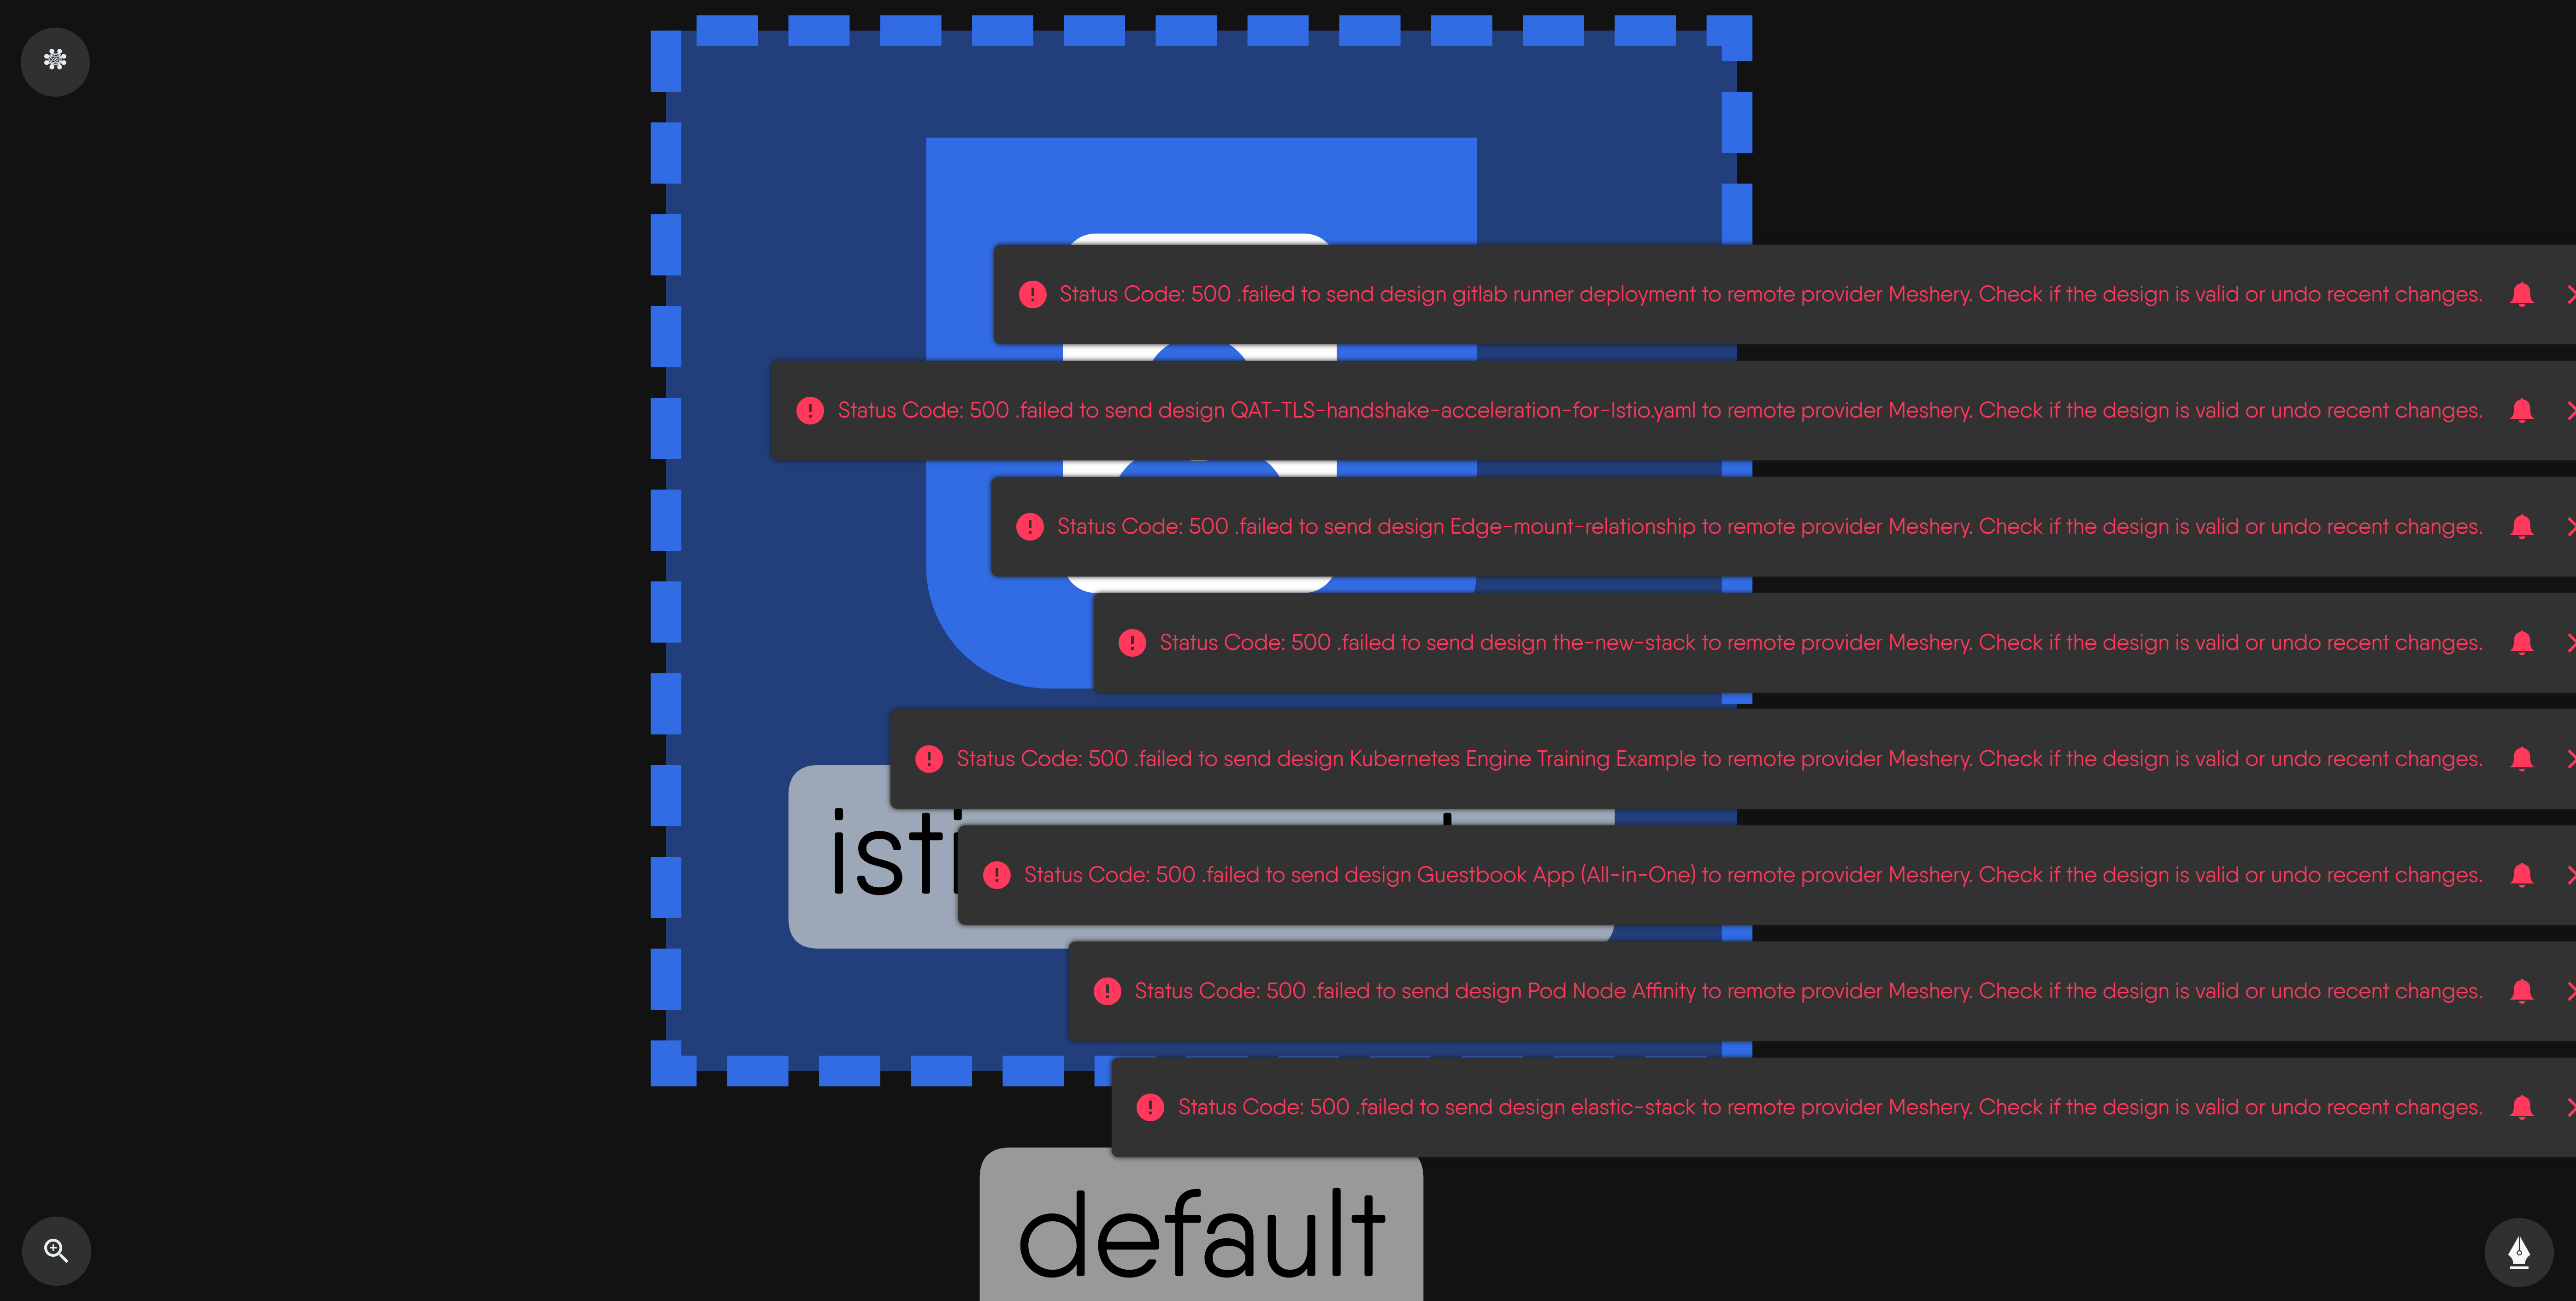 Status Code: 500 .failed to send design gitlab runner deployment to remote provider Meshery. Check if the design is valid or undo recent changes.
Status Code: 500 .failed to send design QAT-TLS-handshake-acceleration-for-Istio.yaml to remote provider Meshery. Check if the design is valid or undo recent changes.
Status Code: 500 .failed to send design Edge-mount-relationship to remote provider Meshery. Check if the design is valid or undo recent changes.
Status Code: 500 .failed to send design the-new-stack to remote provider Meshery. Check if the design is valid or undo recent changes.
Status Code: 500 .failed to send design Kubernetes Engine Training Example to remote provider Meshery. Check if the design is valid or undo recent changes.
Status Code: 500 .failed to send design Guestbook App (All-in-One) to remote provider Meshery. Check if the design is valid or undo recent changes.
Status Code: 500 .failed to send design Pod Node Affinity to remote provider Meshery. Check if the design is valid or undo recent changes.
Status Code: 500 .failed to send design elastic-stack to remote provider Meshery. Check if the design is valid or undo recent changes.
default